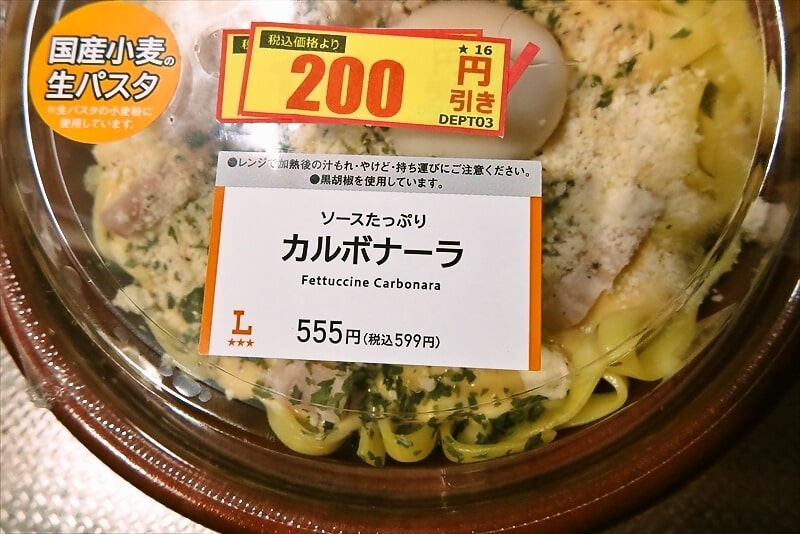 国産小麦の
生パスタ
※生パスタの小麦粉に
使用しています。
税込価格より
★ 16
200
円
引き
DEPT03
●レンジで加熱後の汁もれ・やけど・持ち運びにご注意ください。
●黒胡椒を使用しています。
ソースたっぷり
カルボナーラ
Fettuccine Carbonara
L
★★★
555円(税込599円)